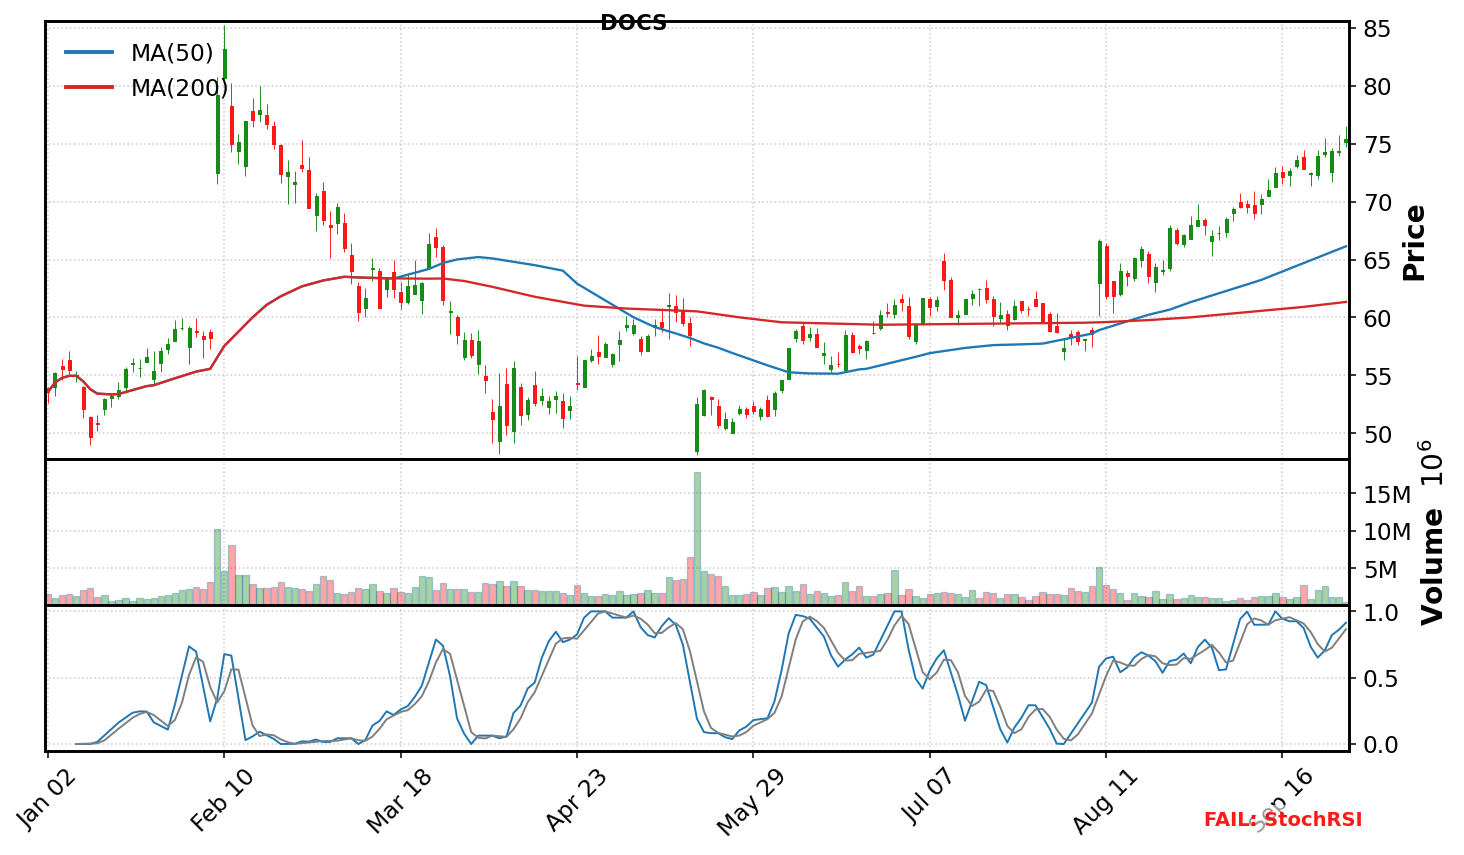 DOCS
MA(50)
MA(200)
85
80
75
70
65
60
55
50
Price
15M
10M
5M
Volume 10⁶
1.0
0.5
0.0
Jan 02
Feb 10
Mar 18
Apr 23
May 29
Jul 07
Aug 11
Sep 16
FAIL: StochRSI